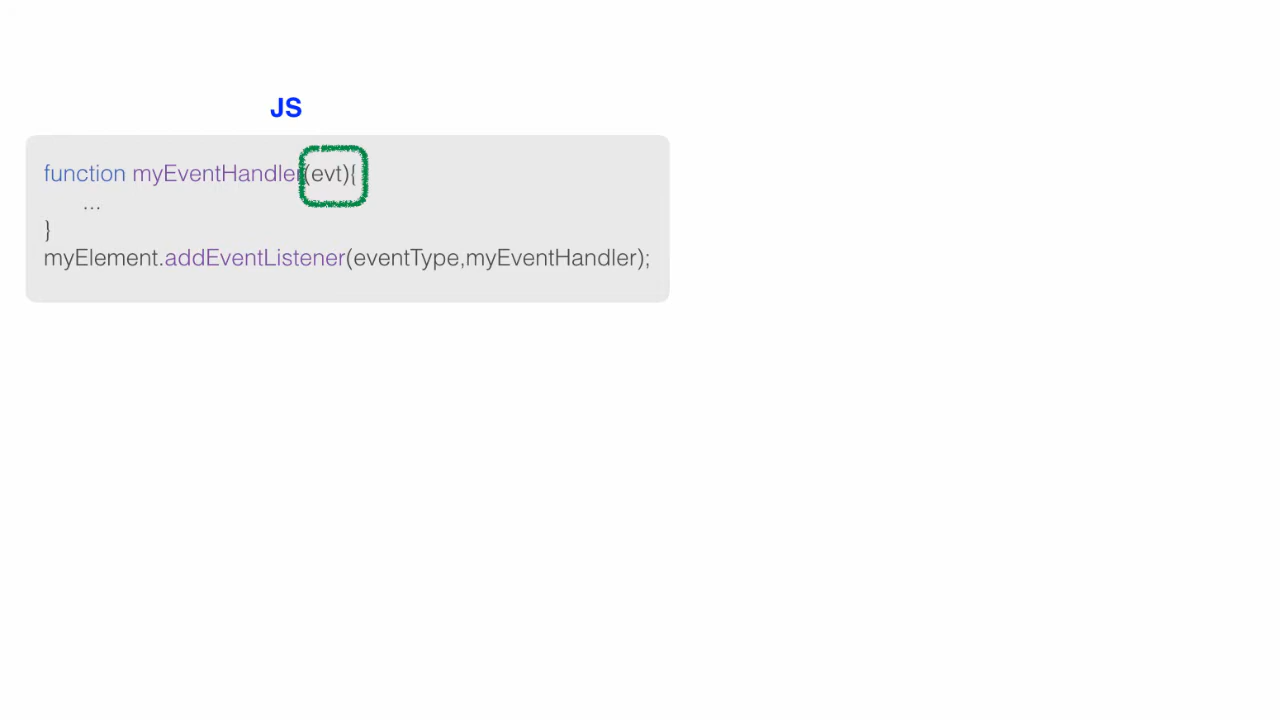 JS
function myEventHandler(evt){
...
}
myElement.addEventListener(eventType,myEventHandler);